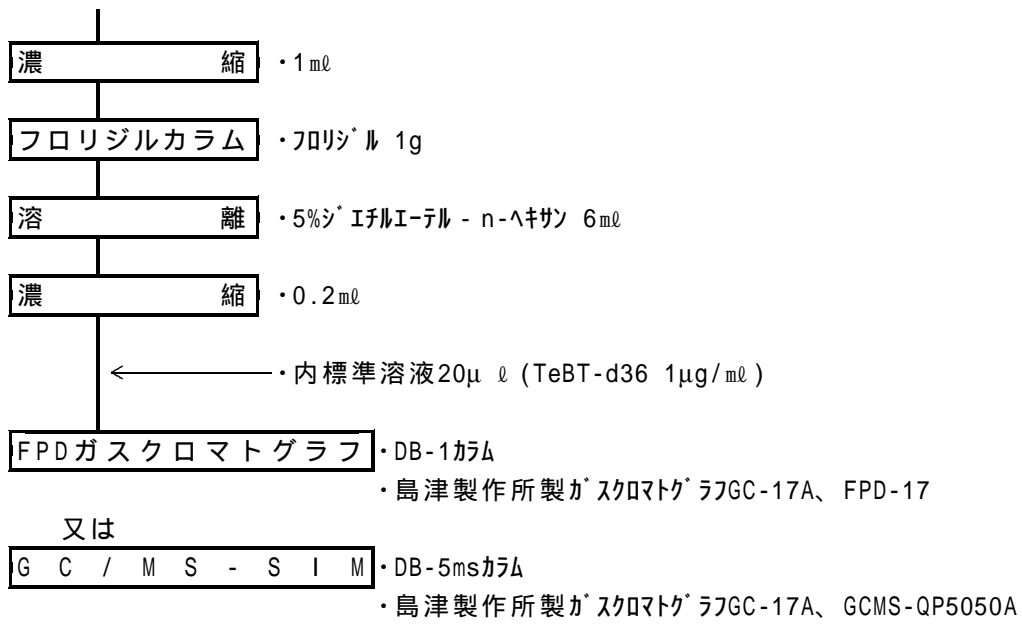 濃縮 ・1㎖
フロリジルカラム ・ﾌﾛﾘｼﾞﾙ 1g
溶離 ・5%ｼﾞｴﾁﾙｴｰﾃﾙ - n-ﾍｷｻﾝ 6㎖
濃縮 ・0.2㎖
・内標準溶液20μ ℓ (TeBT-d36 1μg/㎖)
FPDガスクロマトグラフ ・DB-1ｶﾗﾑ
・島津製作所製ｶﾞｽｸﾛﾏﾄｸﾞﾗﾌGC-17A、FPD-17
又は
GC/MS-SIM ・DB-5msｶﾗﾑ
・島津製作所製ｶﾞｽｸﾛﾏﾄｸﾞﾗﾌGC-17A、GCMS-QP5050A